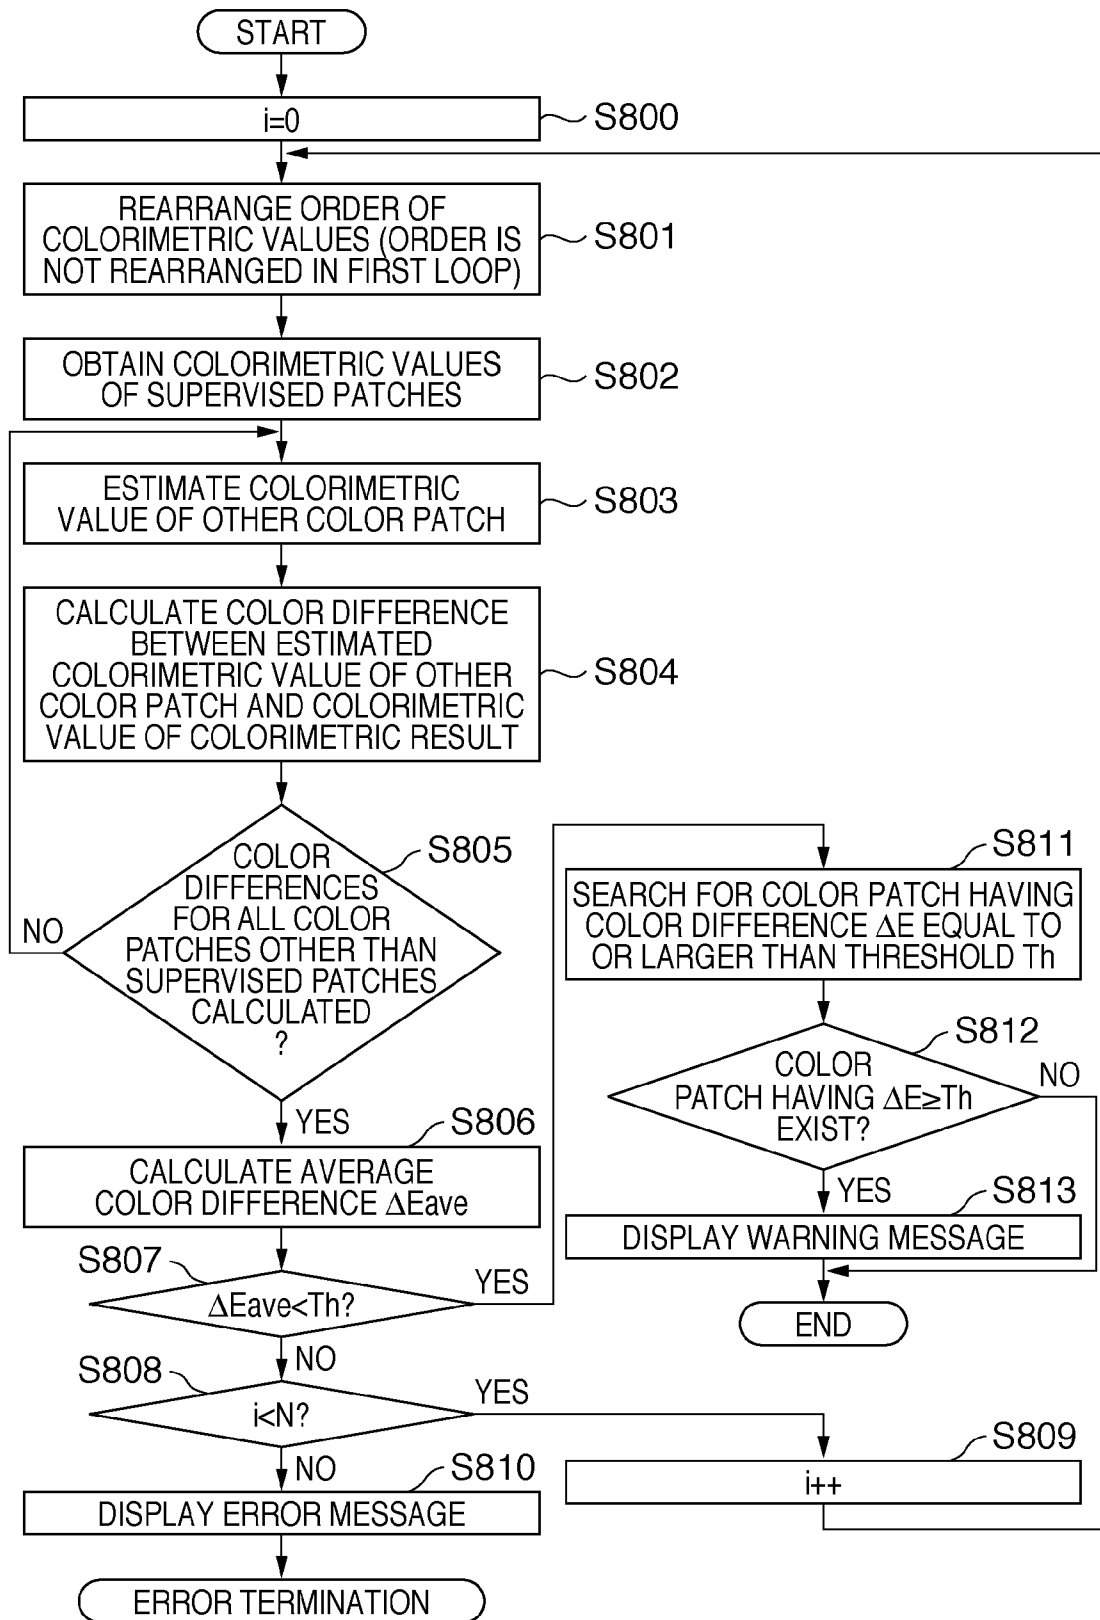 START
i=0
S800
REARRANGE ORDER OF
COLORIMETRIC VALUES (ORDER IS
NOT REARRANGED IN FIRST LOOP)
S801
OBTAIN COLORIMETRIC VALUES
OF SUPERVISED PATCHES
S802
ESTIMATE COLORIMETRIC
VALUE OF OTHER COLOR PATCH
S803
CALCULATE COLOR DIFFERENCE
BETWEEN ESTIMATED
COLORIMETRIC VALUE OF OTHER
COLOR PATCH AND COLORIMETRIC
VALUE OF COLORIMETRIC RESULT
S804
COLOR
DIFFERENCES
FOR ALL COLOR
PATCHES OTHER THAN
SUPERVISED PATCHES
CALCULATED
?
S805
NO
YES
S806
CALCULATE AVERAGE
COLOR DIFFERENCE ΔEave
S807
ΔEave<Th?
YES
NO
S808
i<N?
YES
NO
S810
DISPLAY ERROR MESSAGE
ERROR TERMINATION
S811
SEARCH FOR COLOR PATCH HAVING
COLOR DIFFERENCE ΔE EQUAL TO
OR LARGER THAN THRESHOLD Th
S812
COLOR
PATCH HAVING ΔE≥Th
EXIST?
NO
YES
S813
DISPLAY WARNING MESSAGE
END
S809
i++